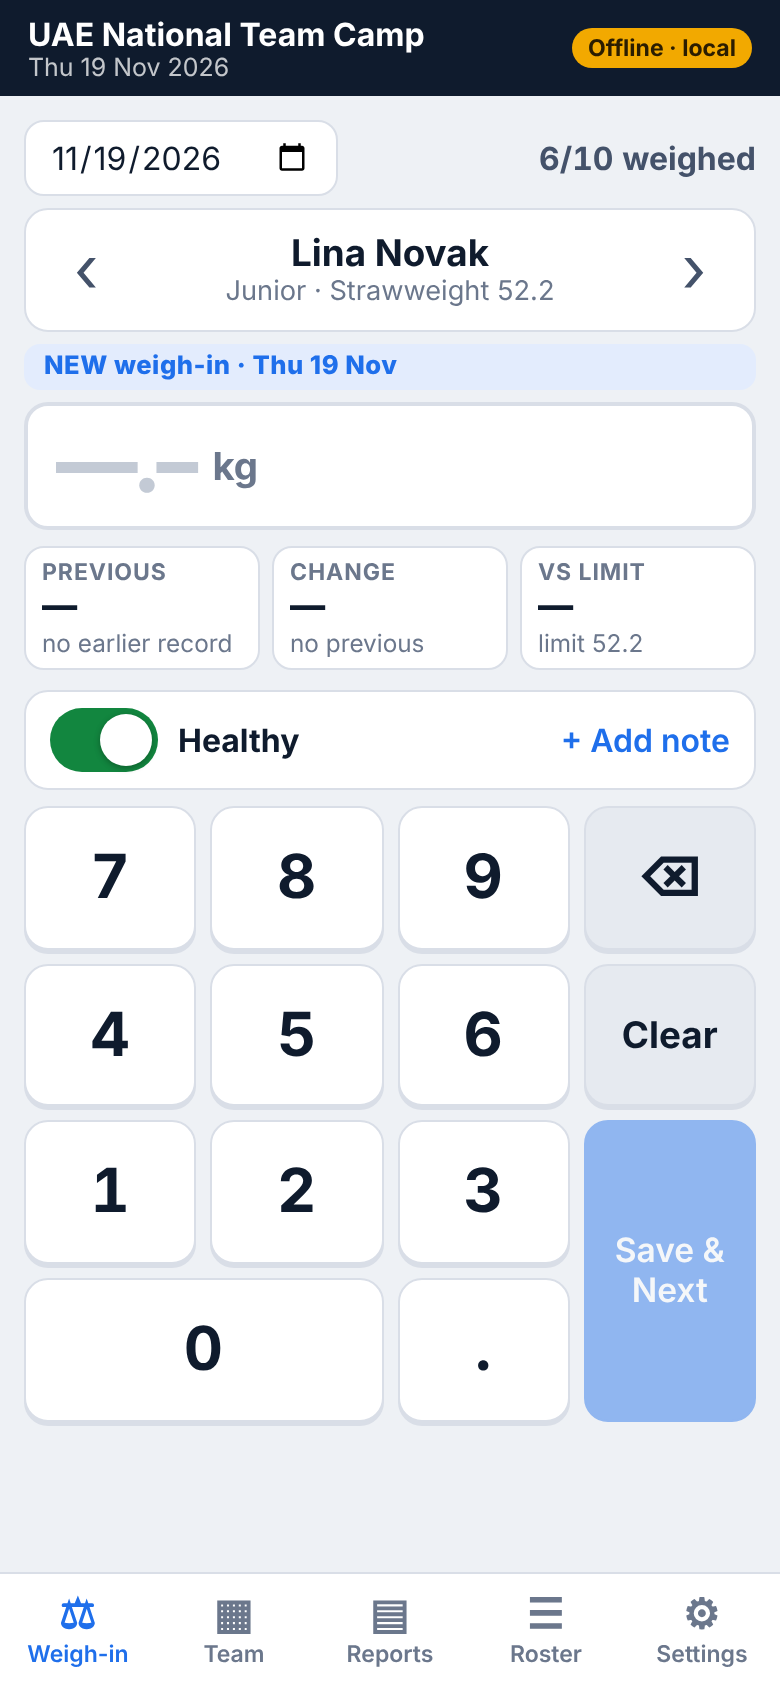 UAE National Team Camp
Thu 19 Nov 2026
Offline · local
11/19/2026
6/10 weighed
Lina Novak
Junior · Strawweight 52.2
NEW weigh-in · Thu 19 Nov
—.– kg
PREVIOUS
—
no earlier record
CHANGE
—
no previous
VS LIMIT
—
limit 52.2
Healthy
+ Add note
7 8 9
4 5 6 Clear
1 2 3
Save &
Next
0 .
Weigh-in
Team
Reports
Roster
Settings